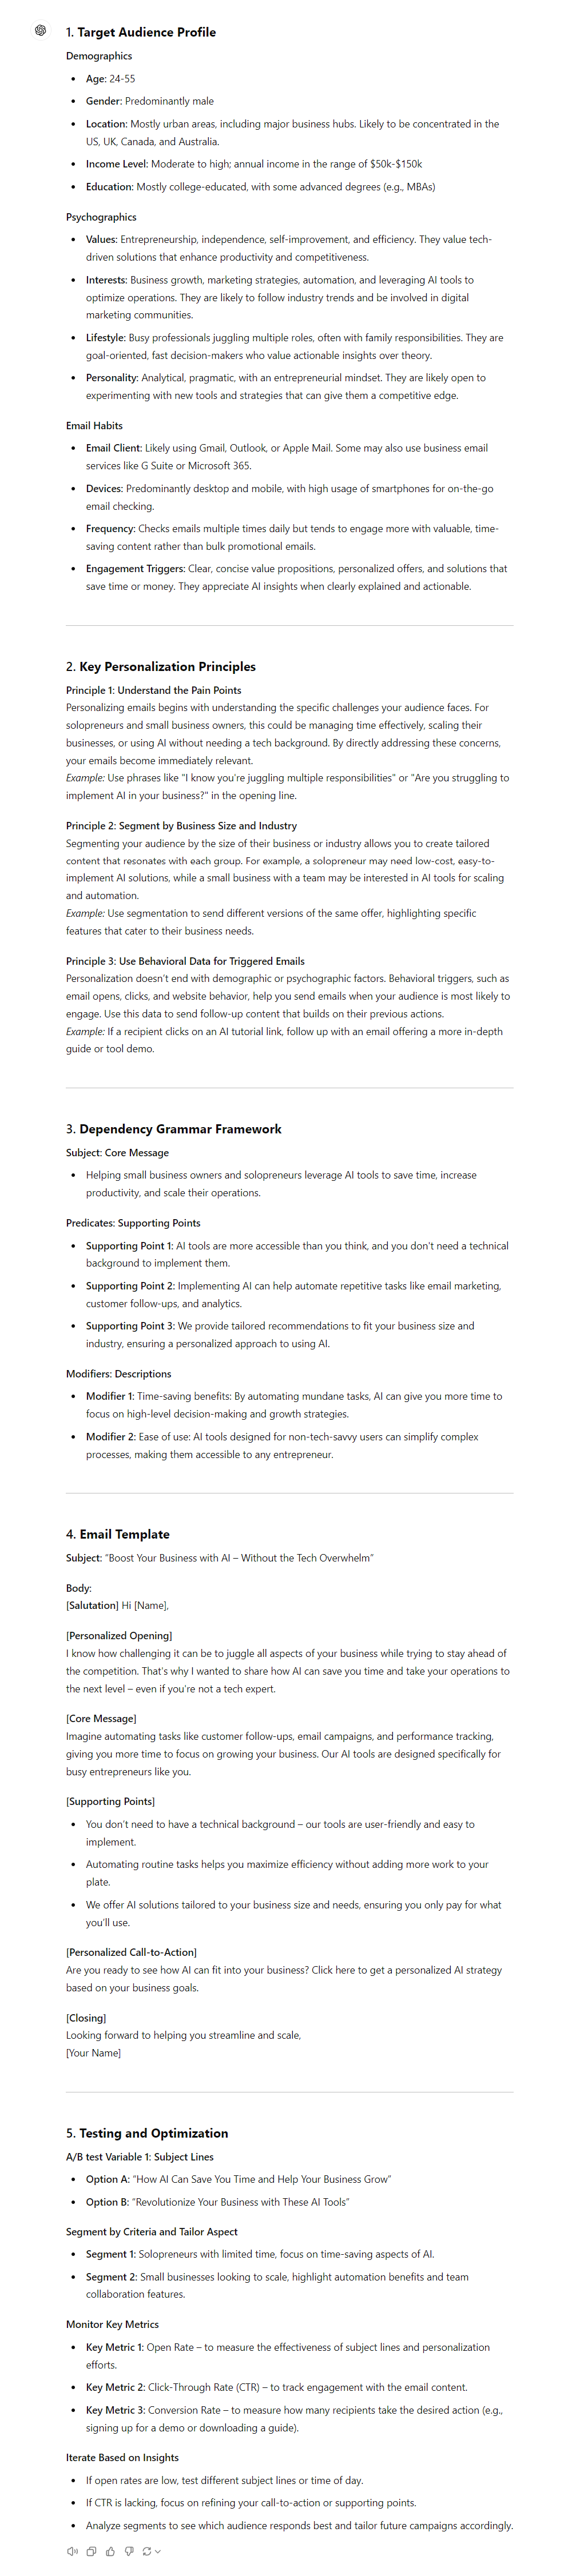 1. Target Audience Profile
Demographics
• Age: 24-55
• Gender: Predominantly male
• Location: Mostly urban areas, including major business hubs. Likely to be concentrated in the
US, UK, Canada, and Australia.
• Income Level: Moderate to high; annual income in the range of $50k-$150k
• Education: Mostly college-educated, with some advanced degrees (e.g., MBAs)
Psychographics
• Values: Entrepreneurship, independence, self-improvement, and efficiency. They value tech-
driven solutions that enhance productivity and competitiveness.
• Interests: Business growth, marketing strategies, automation, and leveraging AI tools to
optimize operations. They are likely to follow industry trends and be involved in digital
marketing communities.
• Lifestyle: Busy professionals juggling multiple roles, often with family responsibilities. They are
goal-oriented, fast decision-makers who value actionable insights over theory.
• Personality: Analytical, pragmatic, with an entrepreneurial mindset. They are likely open to
experimenting with new tools and strategies that can give them a competitive edge.
Email Habits
• Email Client: Likely using Gmail, Outlook, or Apple Mail. Some may also use business email
services like G Suite or Microsoft 365.
• Devices: Predominantly desktop and mobile, with high usage of smartphones for on-the-go
email checking.
• Frequency: Checks emails multiple times daily but tends to engage more with valuable, time-
saving content rather than bulk promotional emails.
• Engagement Triggers: Clear, concise value propositions, personalized offers, and solutions that
save time or money. They appreciate AI insights when clearly explained and actionable.
2. Key Personalization Principles
Principle 1: Understand the Pain Points
Personalizing emails begins with understanding the specific challenges your audience faces. For
solopreneurs and small business owners, this could be managing time effectively, scaling their
businesses, or using AI without needing a tech background. By directly addressing these concerns,
your emails become immediately relevant.
Example: Use phrases like "I know you're juggling multiple responsibilities" or "Are you struggling to
implement AI in your business?" in the opening line.
Principle 2: Segment by Business Size and Industry
Segmenting your audience by the size of their business or industry allows you to create tailored
content that resonates with each group. For example, a solopreneur may need low-cost, easy-to-
implement AI solutions, while a small business with a team may be interested in AI tools for scaling
and automation.
Example: Use segmentation to send different versions of the same offer, highlighting specific
features that cater to their business needs.
Principle 3: Use Behavioral Data for Triggered Emails
Personalization doesn't end with demographic or psychographic factors. Behavioral triggers, such as
email opens, clicks, and website behavior, help you send emails when your audience is most likely to
engage. Use this data to send follow-up content that builds on their previous actions.
Example: If a recipient clicks on an AI tutorial link, follow up with an email offering a more in-depth
guide or tool demo.
3. Dependency Grammar Framework
Subject: Core Message
• Helping small business owners and solopreneurs leverage AI tools to save time, increase
productivity, and scale their operations.
Predicates: Supporting Points
• Supporting Point 1: AI tools are more accessible than you think, and you don't need a technical
background to implement them.
• Supporting Point 2: Implementing AI can help automate repetitive tasks like email marketing,
customer follow-ups, and analytics.
• Supporting Point 3: We provide tailored recommendations to fit your business size and
industry, ensuring a personalized approach to using AI.
Modifiers: Descriptions
• Modifier 1: Time-saving benefits: By automating mundane tasks, AI can give you more time to
focus on high-level decision-making and growth strategies.
• Modifier 2: Ease of use: AI tools designed for non-tech-savvy users can simplify complex
processes, making them accessible to any entrepreneur.
4. Email Template
Subject: "Boost Your Business with AI – Without the Tech Overwhelm"
Body:
[Salutation] Hi [Name],
[Personalized Opening]
I know how challenging it can be to juggle all aspects of your business while trying to stay ahead of
the competition. That's why I wanted to share how AI can save you time and take your operations to
the next level – even if you're not a tech expert.
[Core Message]
Imagine automating tasks like customer follow-ups, email campaigns, and performance tracking,
giving you more time to focus on growing your business. Our AI tools are designed specifically for
busy entrepreneurs like you.
[Supporting Points]
• You don't need to have a technical background – our tools are user-friendly and easy to
implement.
• Automating routine tasks helps you maximize efficiency without adding more work to your
plate.
• We offer AI solutions tailored to your business size and needs, ensuring you only pay for what
you'll use.
[Personalized Call-to-Action]
Are you ready to see how AI can fit into your business? Click here to get a personalized AI strategy
based on your business goals.
[Closing]
Looking forward to helping you streamline and scale,
[Your Name]
5. Testing and Optimization
A/B test Variable 1: Subject Lines
• Option A: "How AI Can Save You Time and Help Your Business Grow"
• Option B: "Revolutionize Your Business with These AI Tools"
Segment by Criteria and Tailor Aspect
• Segment 1: Solopreneurs with limited time, focus on time-saving aspects of AI.
• Segment 2: Small businesses looking to scale, highlight automation benefits and team
collaboration features.
Monitor Key Metrics
• Key Metric 1: Open Rate – to measure the effectiveness of subject lines and personalization
efforts.
• Key Metric 2: Click-Through Rate (CTR) – to track engagement with the email content.
• Key Metric 3: Conversion Rate – to measure how many recipients take the desired action (e.g.,
signing up for a demo or downloading a guide).
Iterate Based on Insights
• If open rates are low, test different subject lines or time of day.
• If CTR is lacking, focus on refining your call-to-action or supporting points.
• Analyze segments to see which audience responds best and tailor future campaigns accordingly.